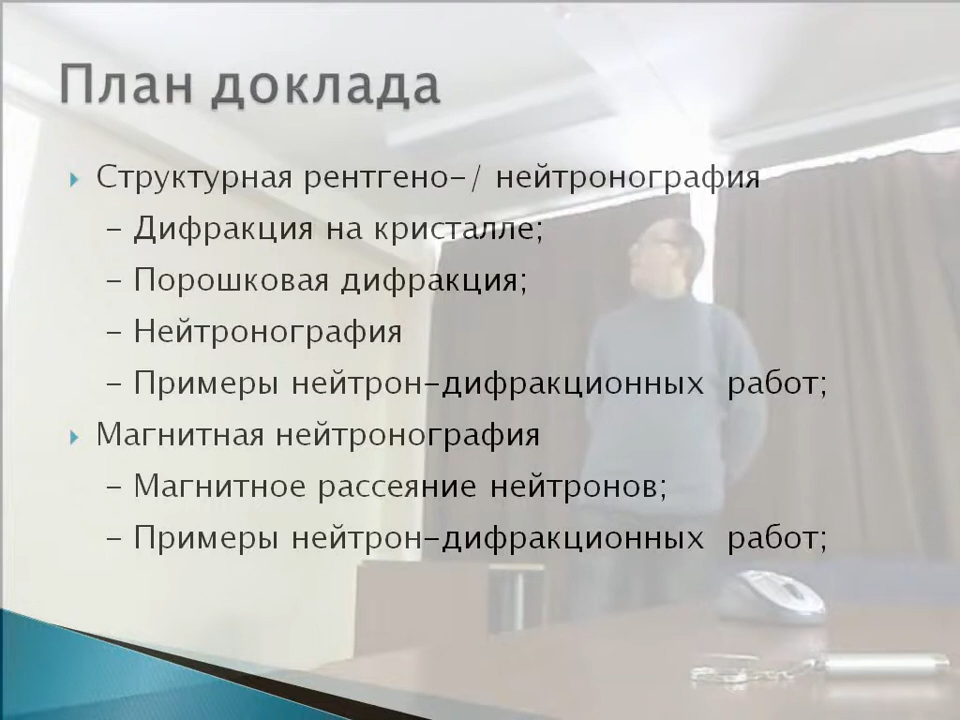 План доклада
Структурная рентгено-/ нейтронография
- Дифракция на кристалле;
- Порошковая дифракция;
- Нейтронография
- Примеры нейтрон-дифракционных работ;
Магнитная нейтронография
- Магнитное рассеяние нейтронов;
- Примеры нейтрон-дифракционных работ;